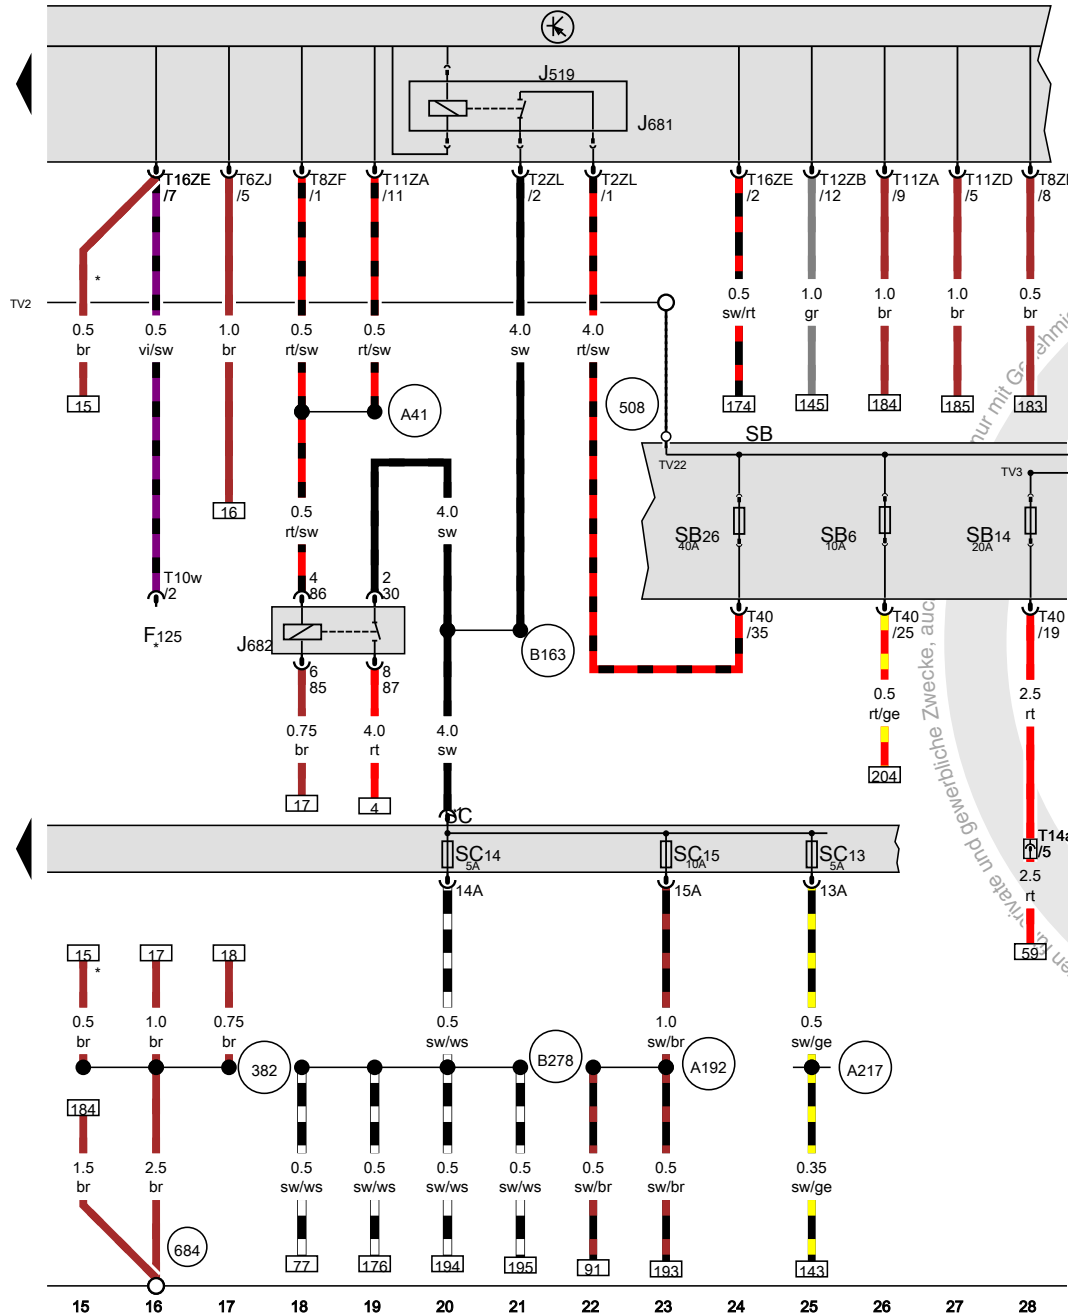 J519
J681
T16ZE
/7
T6ZJ
/5
T8ZF
/1
T11ZA
/11
T2ZL
/2
T2ZL
/1
T16ZE
/2
T12ZB
/12
T11ZA
/9
T11ZD
/5
/8
*
TV2
0.5
br
0.5
vi/sw
1.0
br
0.5
rt/sw
0.5
rt/sw
4.0
sw
4.0
rt/sw
0.5
sw/rt
1.0
gr
1.0
br
1.0
br
0.5
br
15
A41
508
174
145
184
185
183
SB
TV22
TV3
16
0.5
rt/sw
4.0
sw
SB26
40A
SB6
10A
SB14
20A
T10w
/2
F125
*
4
86
2
30
J682
6
85
8
87
B163
T40
/35
T40
/25
T40
/19
0.75
br
4.0
rt
4.0
sw
0.5
rt/ge
2.5
rt
17
4
204
SC
SC14
5A
SC15
10A
SC13
5A
14A
15A
13A
/5
2.5
rt
59
15
*
17
18
0.5
br
1.0
br
0.75
br
0.5
sw/ws
1.0
sw/br
0.5
sw/ge
382
B278
A192
A217
184
1.5
br
2.5
br
0.5
sw/ws
0.5
sw/ws
0.5
sw/ws
0.5
sw/ws
0.5
sw/br
0.5
sw/br
0.35
sw/ge
684
77
176
194
195
91
193
143
15 16 17 18 19 20 21 22 23 24 25 26 27 28
private und gewerbliche Zwecke, auc
nur mit